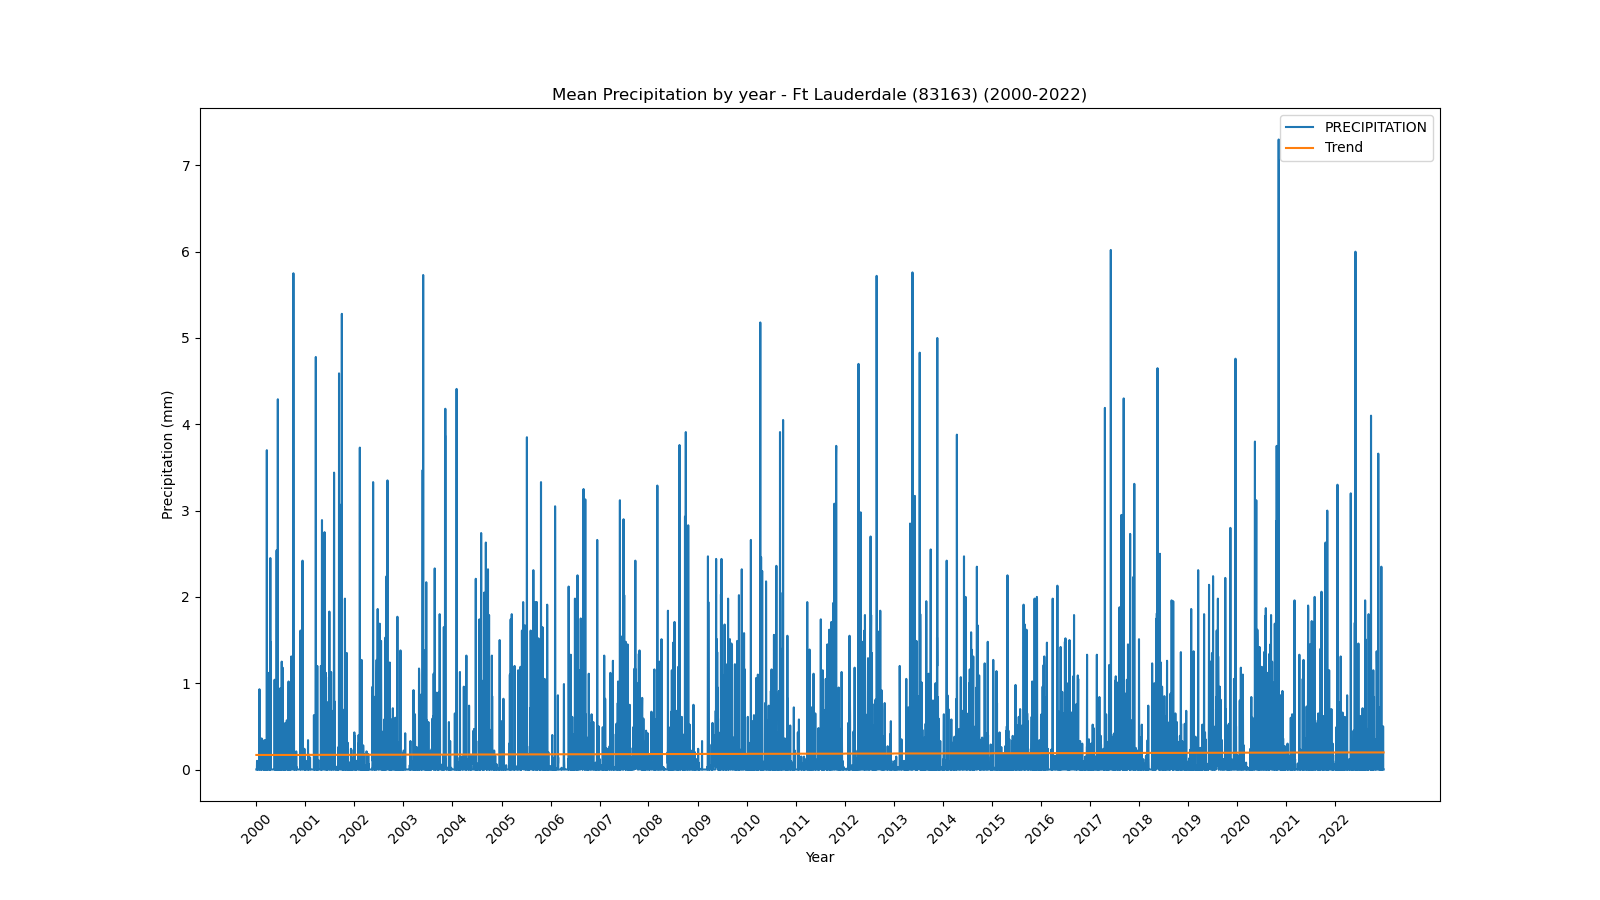 Mean Precipitation by year - Ft Lauderdale (83163) (2000-2022)
PRECIPITATION
Trend
7
6
5
4
3
2
1
0
Precipitation (mm)
2000 2001 2002 2003 2004 2005 2006 2007 2008 2009 2010 2011 2012 2013 2014 2015 2016 2017 2018 2019 2020 2021 2022
Year